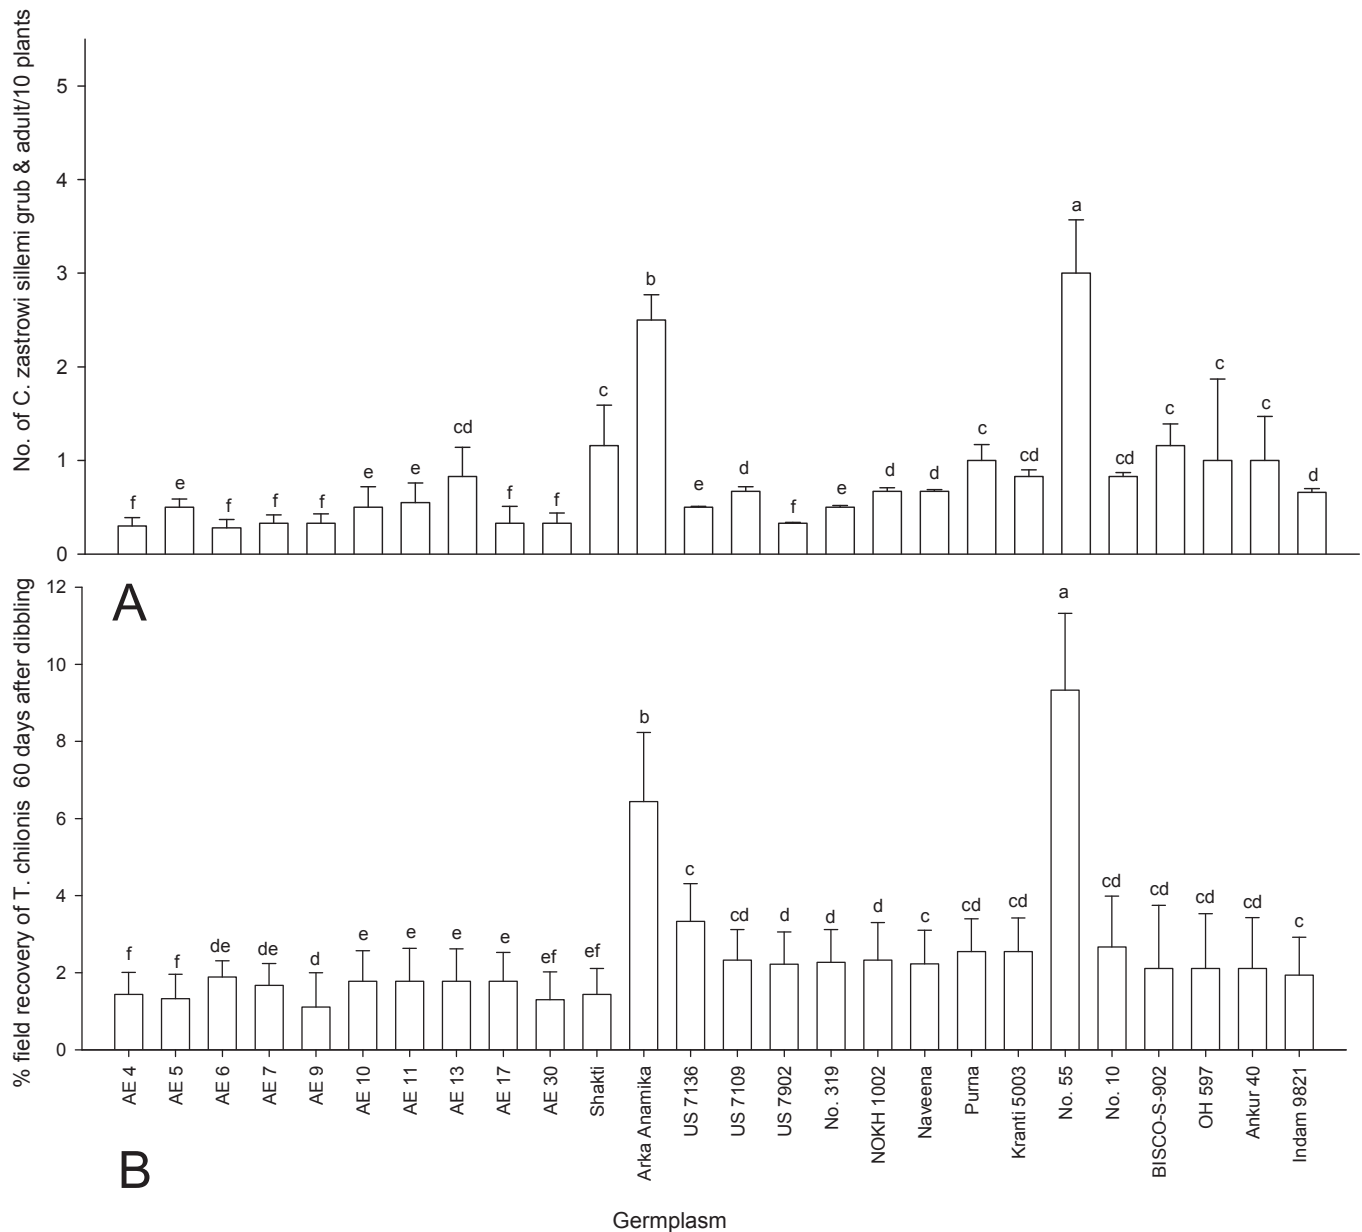 No. of C. zastrowi sillemi grub & adult/10 plants
5
4
3
2
1
0
f
e
f
f
f
e
e
cd
f
f
c
b
e
d
f
e
d
d
c
cd
a
cd
c
c
c
d
A
% field recovery of T. chilonis 60 days after dibbling
12
10
8
6
4
2
0
f
f
de
de
d
e
e
e
e
ef
ef
b
c
cd
d
d
d
c
cd
cd
a
cd
cd
cd
cd
c
AE 4
AE 5
AE 6
AE 7
AE 9
AE 10
AE 11
AE 13
AE 17
AE 30
Shakti
Arka Anamika
US 7136
US 7109
US 7902
No. 319
NOKH 1002
Naveena
Purna
Kranti 5003
No. 55
No. 10
BISCO-S-902
OH 597
Ankur 40
Indam 9821
B
Germplasm